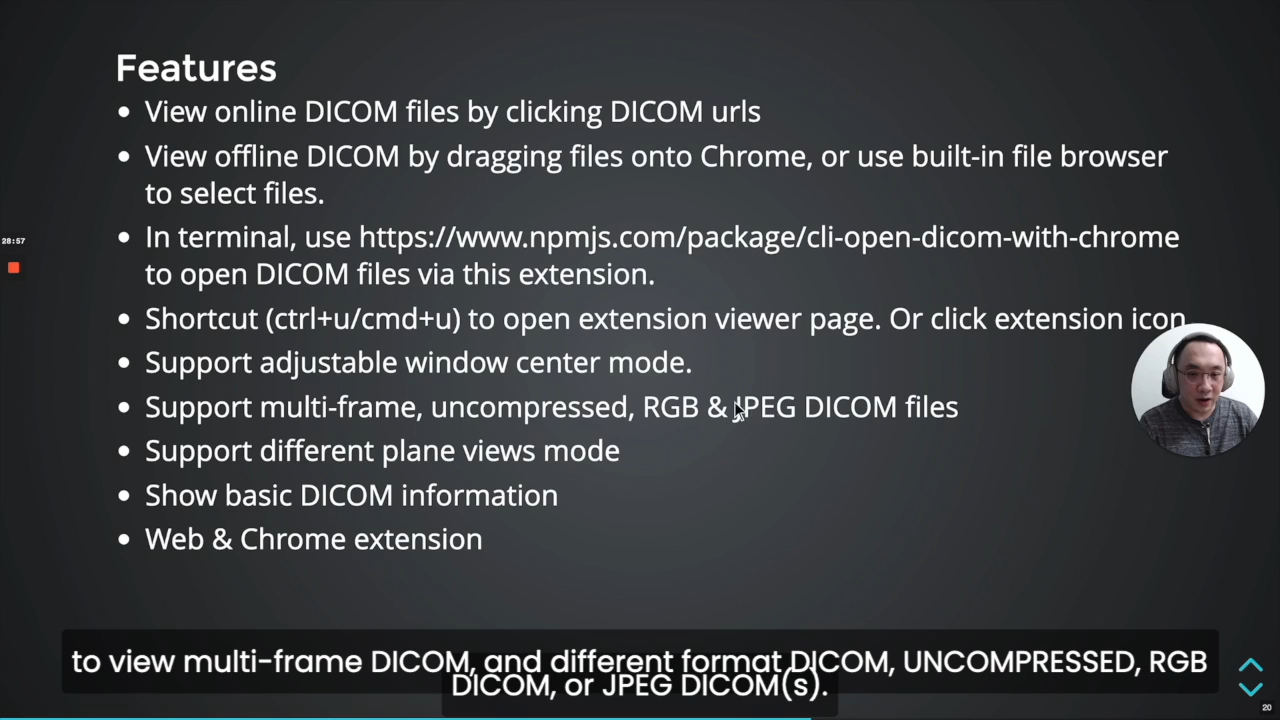 Features
• View online DICOM files by clicking DICOM urls
• View offline DICOM by dragging files onto Chrome, or use built-in file browser
to select files.
• In terminal, use https://www.npmjs.com/package/cli-open-dicom-with-chrome
to open DICOM files via this extension.
28:57
• Shortcut (ctrl+u/cmd+u) to open extension viewer page. Or click extension icon
• Support adjustable window center mode.
• Support multi-frame, uncompressed, RGB & JPEG DICOM files
• Support different plane views mode
• Show basic DICOM information
• Web & Chrome extension
to view multi-frame DICOM, and different format DICOM, UNCOMPRESSED, RGB
DICOM, or JPEG DICOM(s).
20